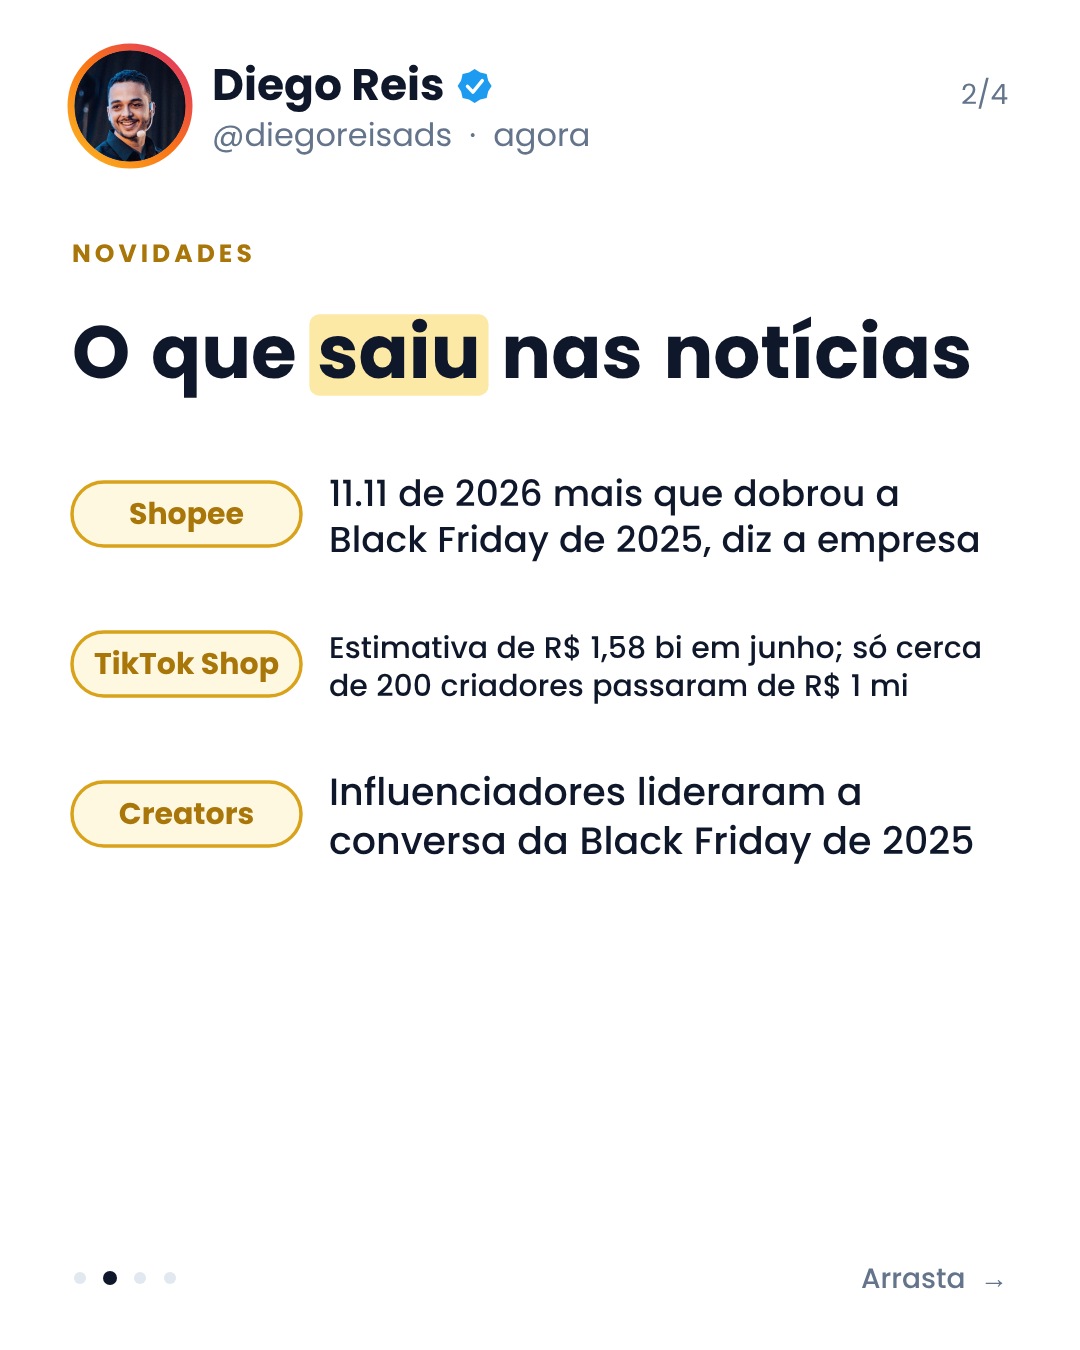 Diego Reis
@diegoreisads · agora
2/4
NOVIDADES
O que saiu nas notícias
Shopee
11.11 de 2026 mais que dobrou a
Black Friday de 2025, diz a empresa
TikTok Shop
Estimativa de R$ 1,58 bi em junho; só cerca
de 200 criadores passaram de R$ 1 mi
Creators
Influenciadores lideraram a
conversa da Black Friday de 2025
Arrasta →